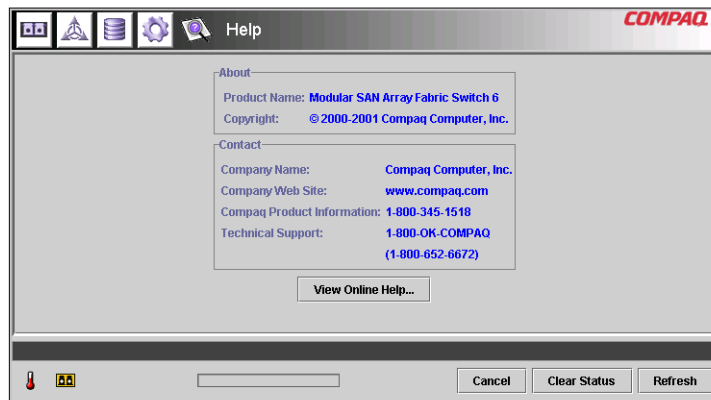 Help
COMPAQ
About
Product Name: Modular SAN Array Fabric Switch 6
Copyright: © 2000-2001 Compaq Computer, Inc.
Contact
Company Name: Compaq Computer, Inc.
Company Web Site: www.compaq.com
Compaq Product Information: 1-800-345-1518
Technical Support: 1-800-OK-COMPAQ
(1-800-652-6672)
View Online Help...
Cancel Clear Status Refresh